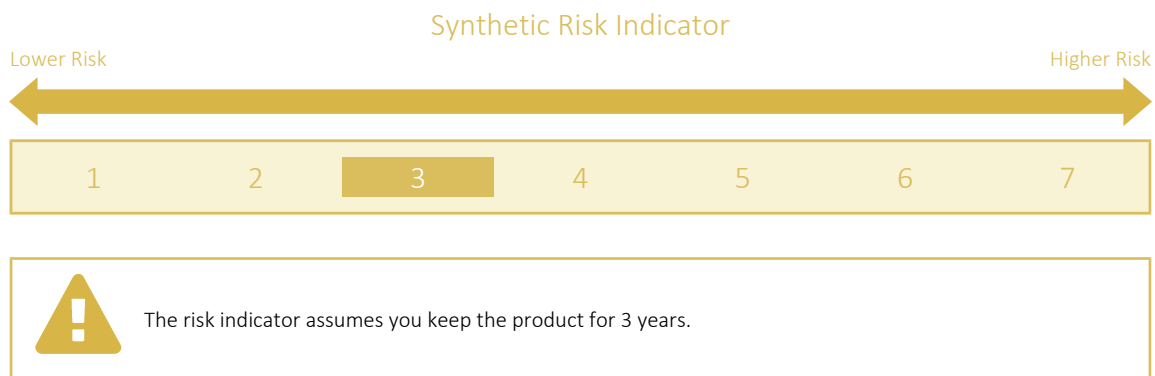 Synthetic Risk Indicator
Lower Risk Higher Risk
1 2 3 4 5 6 7
The risk indicator assumes you keep the product for 3 years.